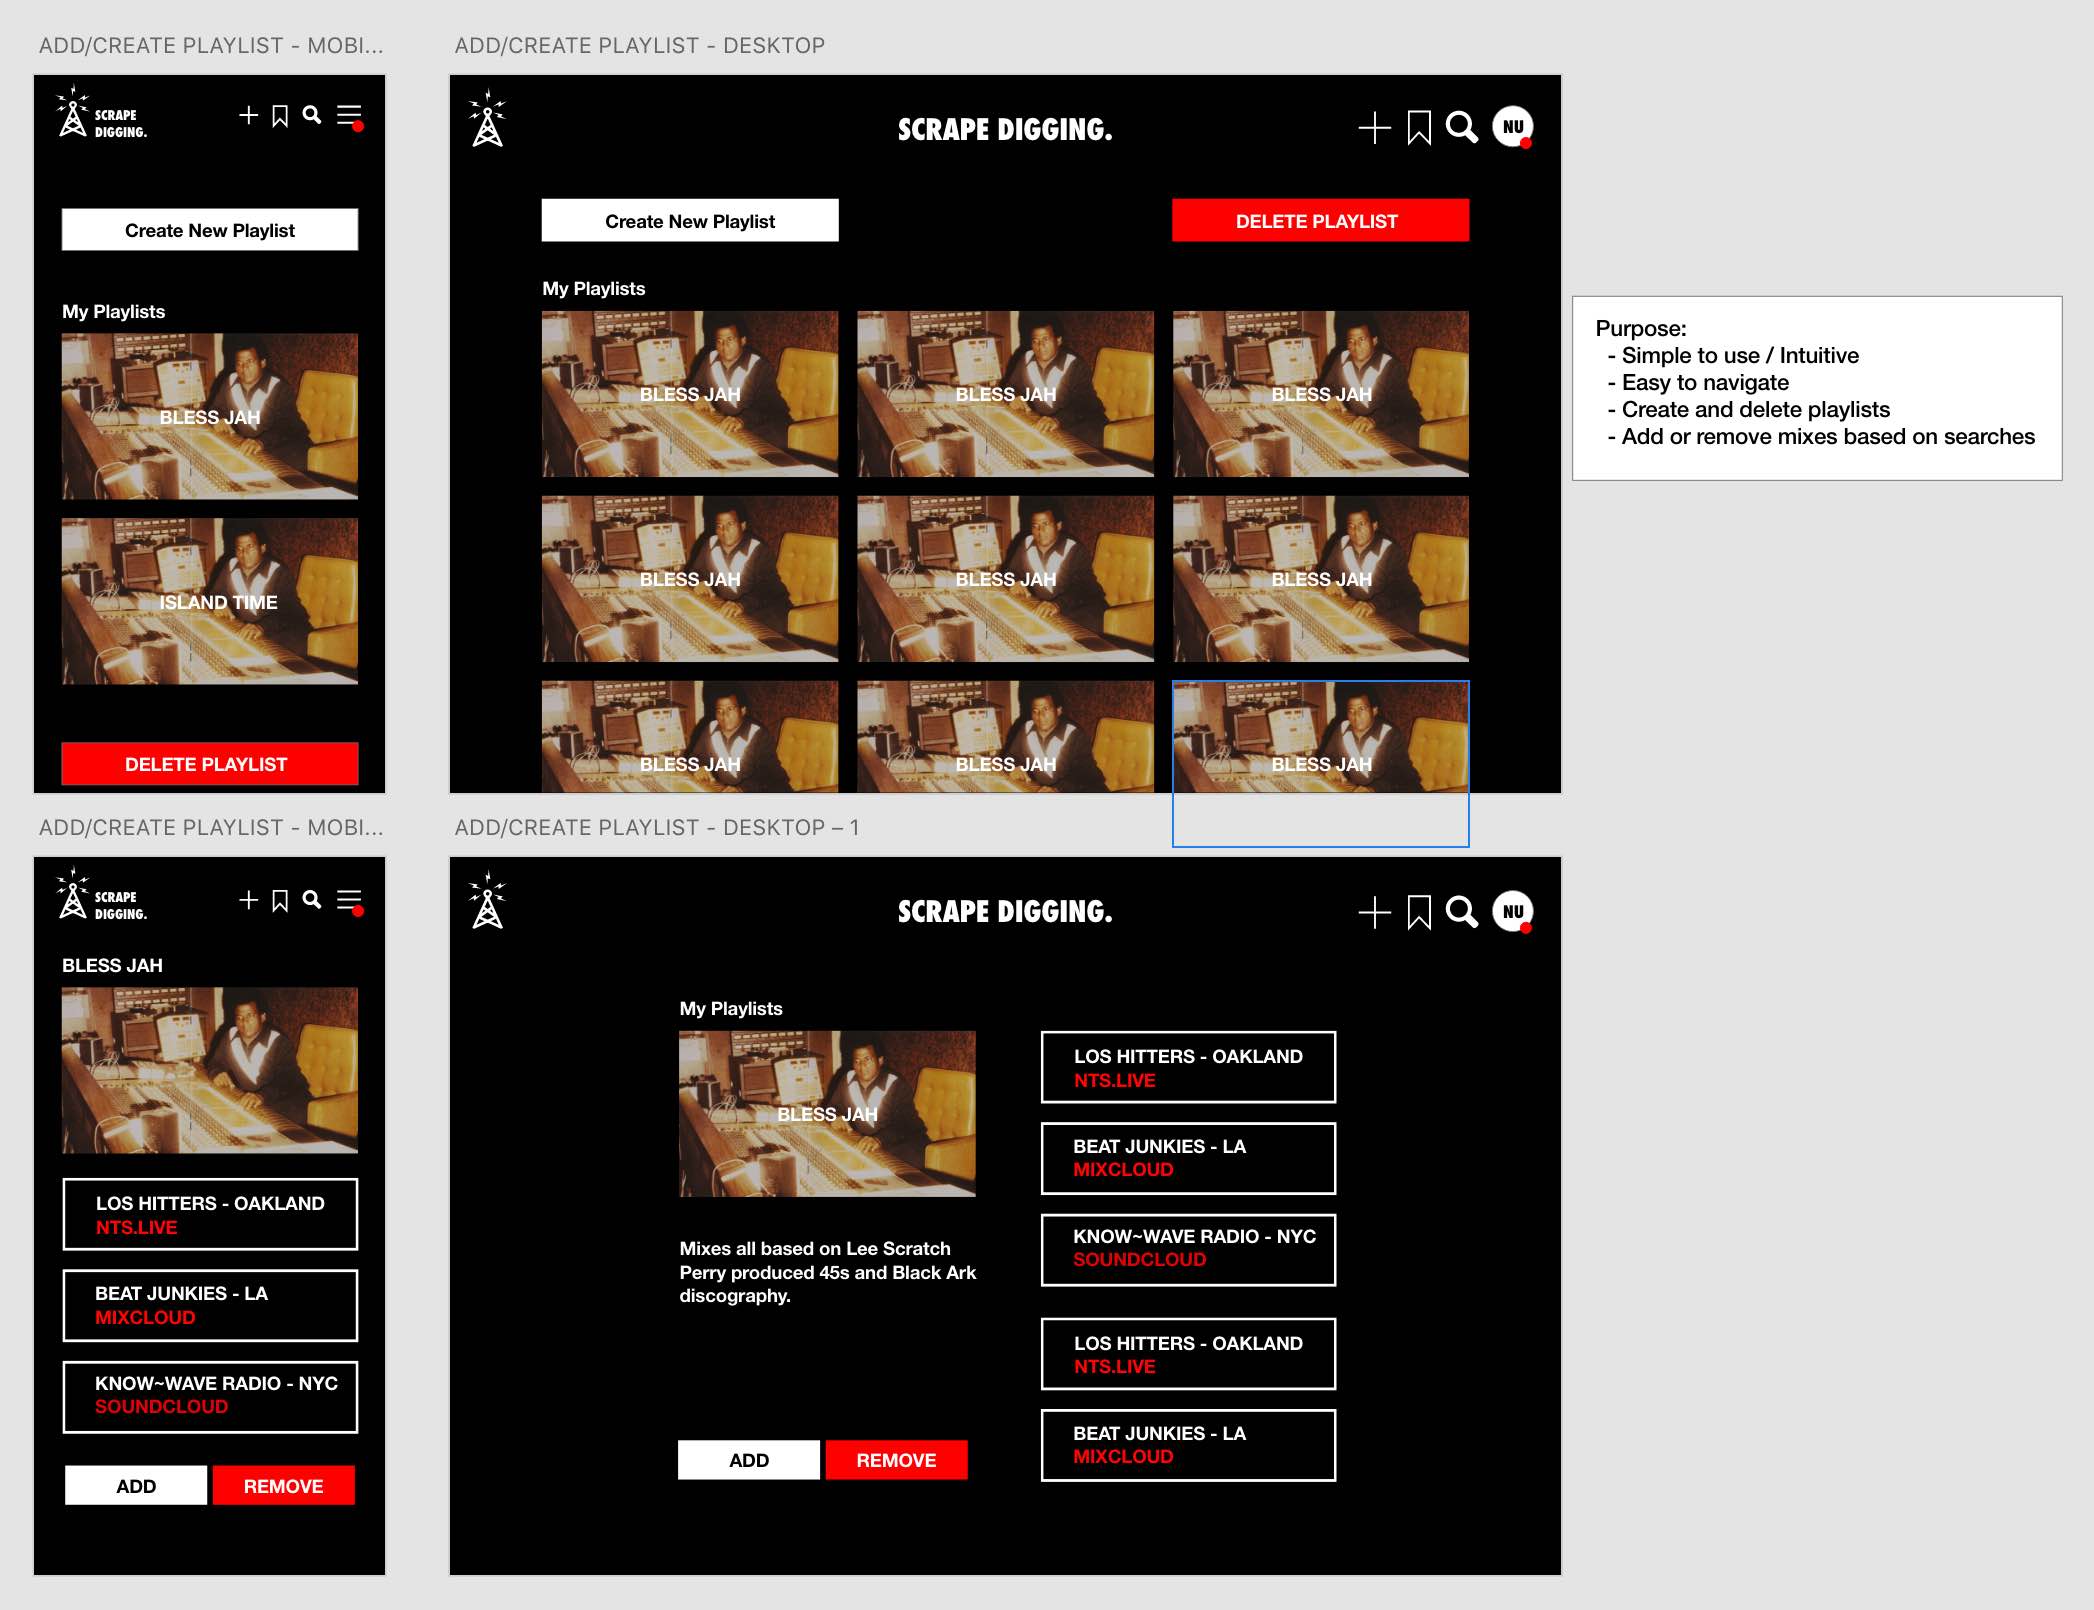 ADD/CREATE PLAYLIST - MOBI...
SCRAPE
DIGGING.
Create New Playlist
My Playlists
BLESS JAH
ISLAND TIME
DELETE PLAYLIST
ADD/CREATE PLAYLIST - DESKTOP
SCRAPE DIGGING.
NU
Create New Playlist
DELETE PLAYLIST
My Playlists
BLESS JAH
BLESS JAH
BLESS JAH
BLESS JAH
BLESS JAH
BLESS JAH
BLESS JAH
BLESS JAH
BLESS JAH
Purpose:
- Simple to use / Intuitive
- Easy to navigate
- Create and delete playlists
- Add or remove mixes based on searches
ADD/CREATE PLAYLIST - MOBI...
SCRAPE
DIGGING.
BLESS JAH
LOS HITTERS - OAKLAND
NTS.LIVE
BEAT JUNKIES - LA
MIXCLOUD
KNOW~WAVE RADIO - NYC
SOUNDCLOUD
ADD
REMOVE
ADD/CREATE PLAYLIST - DESKTOP – 1
SCRAPE DIGGING.
NU
My Playlists
BLESS JAH
Mixes all based on Lee Scratch
Perry produced 45s and Black Ark
discography.
ADD
REMOVE
LOS HITTERS - OAKLAND
NTS.LIVE
BEAT JUNKIES - LA
MIXCLOUD
KNOW~WAVE RADIO - NYC
SOUNDCLOUD
LOS HITTERS - OAKLAND
NTS.LIVE
BEAT JUNKIES - LA
MIXCLOUD